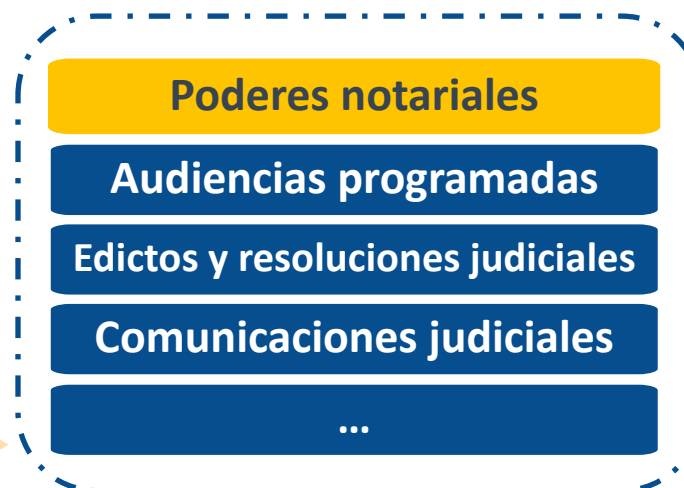 Poderes notariales
Audiencias programadas
Edictos y resoluciones judiciales
Comunicaciones judiciales
...